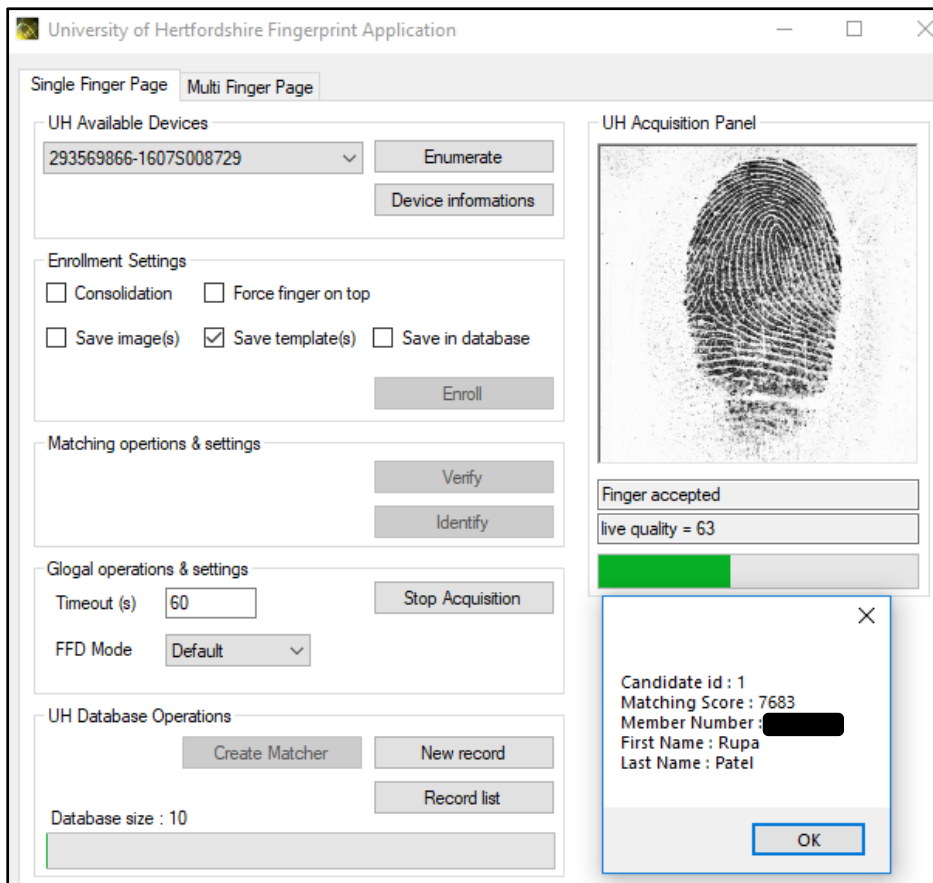 University of Hertfordshire Fingerprint Application
Single Finger Page
Multi Finger Page
UH Available Devices
293569866-1607S008729
Enumerate
Device informations
Enrollment Settings
Consolidation
Force finger on top
Save image(s)
Save template(s)
Save in database
Enroll
Matching opertions & settings
Verify
Identify
Glogal operations & settings
Timeout (s)
60
Stop Acquisition
FFD Mode
Default
UH Database Operations
Create Matcher
New record
Record list
Database size : 10
UH Acquisition Panel
Finger accepted
live quality = 63
Candidate id : 1
Matching Score : 7683
Member Number :
First Name : Rupa
Last Name : Patel
OK